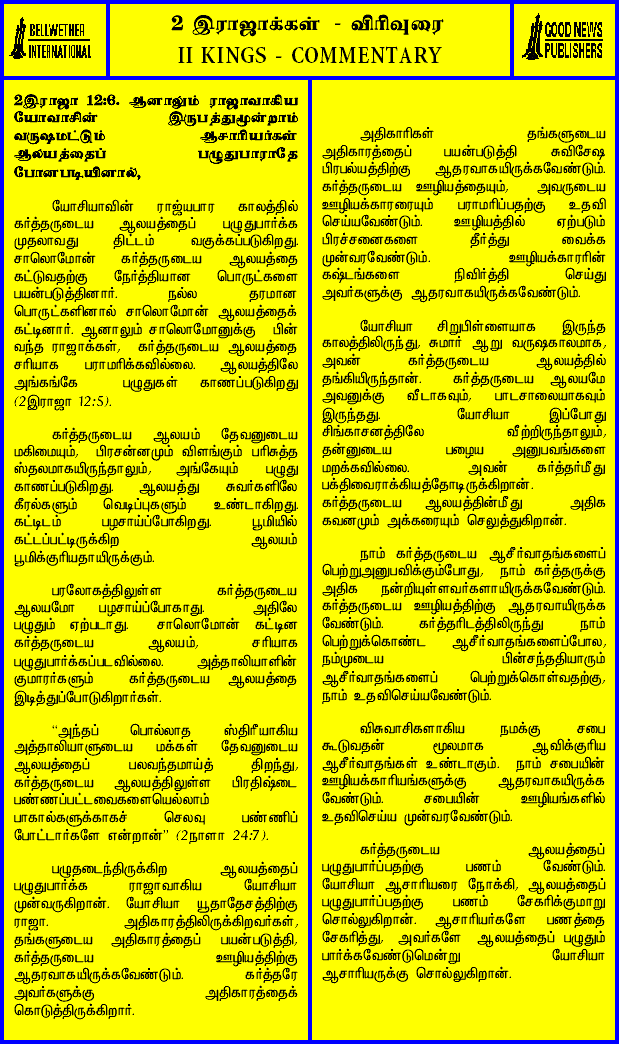 BELLWETHER
INTERNATIONAL
2 இராஜாக்கள் - விரிவுரை
II KINGS - COMMENTARY
GOOD NEWS
PUBLISHERS
2இராஜா 12:6. ஆனாலும் ராஜாவாகிய
யோவாசின் இருபத்துமூன்றாம்
வருஷமட்டும் ஆசாரியர்கள்
ஆலயத்தைப் பழுதுபாராதே
போனபடியினால்,
யோசியாவின் ராஜ்யபார காலத்தில்
கர்த்தருடைய ஆலயத்தைப் பழுதுபார்க்க
முதலாவது திட்டம் வகுக்கப்படுகிறது.
சாலொமோன் கர்த்தருடைய ஆலயத்தை
கட்டுவதற்கு நேர்த்தியான பொருட்களை
பயன்படுத்தினார். நல்ல தரமான
பொருட்களினால் சாலொமோன் ஆலயத்தைக்
கட்டினார். ஆனாலும் சாலொமோனுக்கு பின்
வந்த ராஜாக்கள், கர்த்தருடைய ஆலயத்தை
சரியாக பராமரிக்கவில்லை. ஆலயத்திலே
அங்கங்கே பழுதுகள் காணப்படுகிறது
(2இராஜா 12:5).
கர்த்தருடைய ஆலயம் தேவனுடைய
மகிமையும், பிரசன்னமும் விளங்கும் பரிசுத்த
ஸ்தலமாகயிருந்தாலும், அங்கேயும் பழுது
காணப்படுகிறது. ஆலயத்து சுவர்களிலே
கீரல்களும் வெடிப்புகளும் உண்டாகிறது.
கட்டிடம் பழசாய்ப்போகிறது. பூமியில்
கட்டப்பட்டிருக்கிற ஆலயம்
பூமிக்குரியதாயிருக்கும்.
பரலோகத்திலுள்ள கர்த்தருடைய
ஆலயமோ பழசாய்ப்போகாது. அதிலே
பழுதும் ஏற்படாது. சாலொமோன் கட்டின
கர்த்தருடைய ஆலயம், சரியாக
பழுதுபார்க்கப்படவில்லை. அத்தாலியாளின்
குமாரர்களும் கர்த்தருடைய ஆலயத்தை
இடித்துப்போடுகிறார்கள்.
“அந்தப் பொல்லாத ஸ்திரீயாகிய
அத்தாலியாளுடைய மக்கள் தேவனுடைய
ஆலயத்தைப் பலவந்தமாய்த் திறந்து,
கர்த்தருடைய ஆலயத்திலுள்ள பிரதிஷ்டை
பண்ணப்பட்டவைகளையெல்லாம்
பாகால்களுக்காகச் செலவு பண்ணிப்
போட்டார்களே என்றான்” (2நாளா 24:7).
பழுதடைந்திருக்கிற ஆலயத்தைப்
பழுதுபார்க்க ராஜாவாகிய யோசியா
முன்வருகிறான். யோசியா யூதாதேசத்திற்கு
ராஜா. அதிகாரத்திலிருக்கிறவர்கள்,
தங்களுடைய அதிகாரத்தைப் பயன்படுத்தி,
கர்த்தருடைய ஊழியத்திற்கு
ஆதரவாகயிருக்கவேண்டும். கர்த்தரே
அவர்களுக்கு அதிகாரத்தைக்
கொடுத்திருக்கிறார்.
அதிகாரிகள் தங்களுடைய
அதிகாரத்தைப் பயன்படுத்தி சுவிசேஷ
பிரபல்யத்திற்கு ஆதரவாகயிருக்கவேண்டும்.
கர்த்தருடைய ஊழியத்தையும், அவருடைய
ஊழியக்காரரையும் பராமரிப்பதற்கு உதவி
செய்யவேண்டும். ஊழியத்தில் ஏற்படும்
பிரச்சனைகளை தீர்த்து வைக்க
முன்வரவேண்டும். ஊழியக்காரரின்
கஷ்டங்களை நிவிர்த்தி செய்து
அவர்களுக்கு ஆதரவாகயிருக்கவேண்டும்.
யோசியா சிறுபிள்ளையாக இருந்த
காலத்திலிருந்து, சுமார் ஆறு வருஷகாலமாக,
அவன் கர்த்தருடைய ஆலயத்தில்
தங்கியிருந்தான். கர்த்தருடைய ஆலயமே
அவனுக்கு வீடாகவும், பாடசாலையாகவும்
இருந்தது. யோசியா இப்போது
சிங்காசனத்திலே வீற்றிருந்தாலும்,
தன்னுடைய பழைய அனுபவங்களை
மறக்கவில்லை. அவன் கர்த்தர்மீது
பக்திவைராக்கியத்தோடிருக்கிறான்.
கர்த்தருடைய ஆலயத்தின்மீது அதிக
கவனமும் அக்கரையும் செலுத்துகிறான்.
நாம் கர்த்தருடைய ஆசீர்வாதங்களைப்
பெற்றுஅனுபவிக்கும்போது, நாம் கர்த்தருக்கு
அதிக நன்றியுள்ளவர்களாயிருக்கவேண்டும்.
கர்த்தருடைய ஊழியத்திற்கு ஆதரவாயிருக்க
வேண்டும். கர்த்தரிடத்திலிருந்து நாம்
பெற்றுக்கொண்ட ஆசீர்வாதங்களைப்போல,
நம்முடைய பின்சந்ததியாரும்
ஆசீர்வாதங்களைப் பெற்றுக்கொள்வதற்கு,
நாம் உதவிசெய்யவேண்டும்.
விசுவாசிகளாகிய நமக்கு சபை
கூடுவதன் மூலமாக ஆவிக்குரிய
ஆசீர்வாதங்கள் உண்டாகும். நாம் சபையின்
ஊழியக்காரியங்களுக்கு ஆதரவாகயிருக்க
வேண்டும். சபையின் ஊழியங்களில்
உதவிசெய்ய முன்வரவேண்டும்.
கர்த்தருடைய ஆலயத்தைப்
பழுதுபார்ப்பதற்கு பணம் வேண்டும்.
யோசியா ஆசாரியரை நோக்கி, ஆலயத்தைப்
பழுதுபார்ப்பதற்கு பணம் சேகரிக்குமாறு
சொல்லுகிறான். ஆசாரியர்களே பணத்தை
சேகரித்து, அவர்களே ஆலயத்தைப் பழுதும்
பார்க்கவேண்டுமென்று யோசியா
ஆசாரியருக்கு சொல்லுகிறான்.